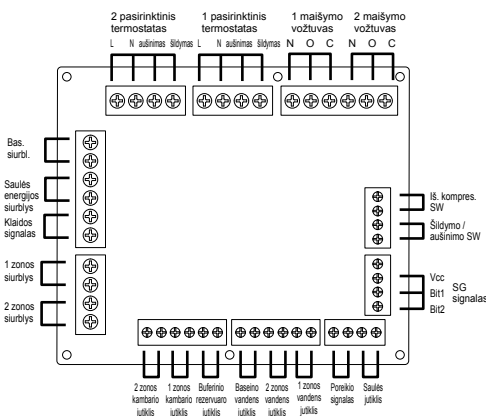 2 pasirinktinis
termostatas
1 pasirinktinis
termostatas
1 maišymo
vožtuvas
2 maišymo
vožtuvas
L N aušinimas šildymas
L N aušinimas šildymas
N O C
N O C
Bas.
siurbl.
Saulės
energijos
siurblys
Klaidos
signalas
1 zonos
siurblys
2 zonos
siurblys
Iš. kompres.
SW
Šildymo /
aušinimo SW
Vcc
Bit1
Bit2
SG
signalas
2 zonos
kambario
jutiklis
1 zonos
kambario
jutiklis
Buferinio
rezervuaro
jutiklis
Baseino
vandens
jutiklis
2 zonos
vandens
jutiklis
1 zonos
vandens
jutiklis
Poreikio
signalas
Saulės
jutiklis